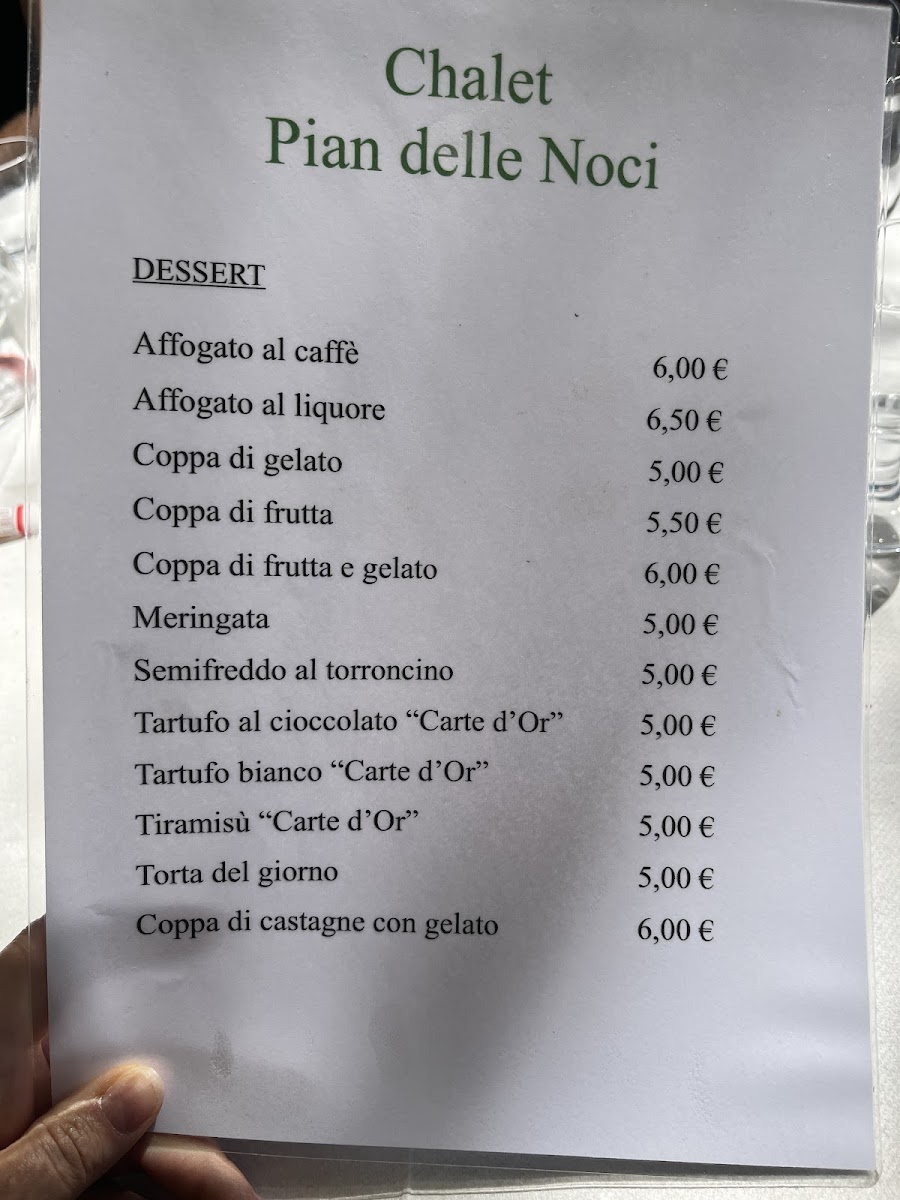 Chalet
Pian delle Noci
DESSERT
Affogato al caffè 6,00 €
Affogato al liquore 6,50 €
Coppa di gelato 5,00 €
Coppa di frutta 5,50 €
Coppa di frutta e gelato 6,00 €
Meringata 5,00 €
Semifreddo al torroncino 5,00 €
Tartufo al cioccolato “Carte d’Or” 5,00 €
Tartufo bianco “Carte d’Or” 5,00 €
Tiramisù “Carte d’Or” 5,00 €
Torta del giorno 5,00 €
Coppa di castagne con gelato 6,00 €